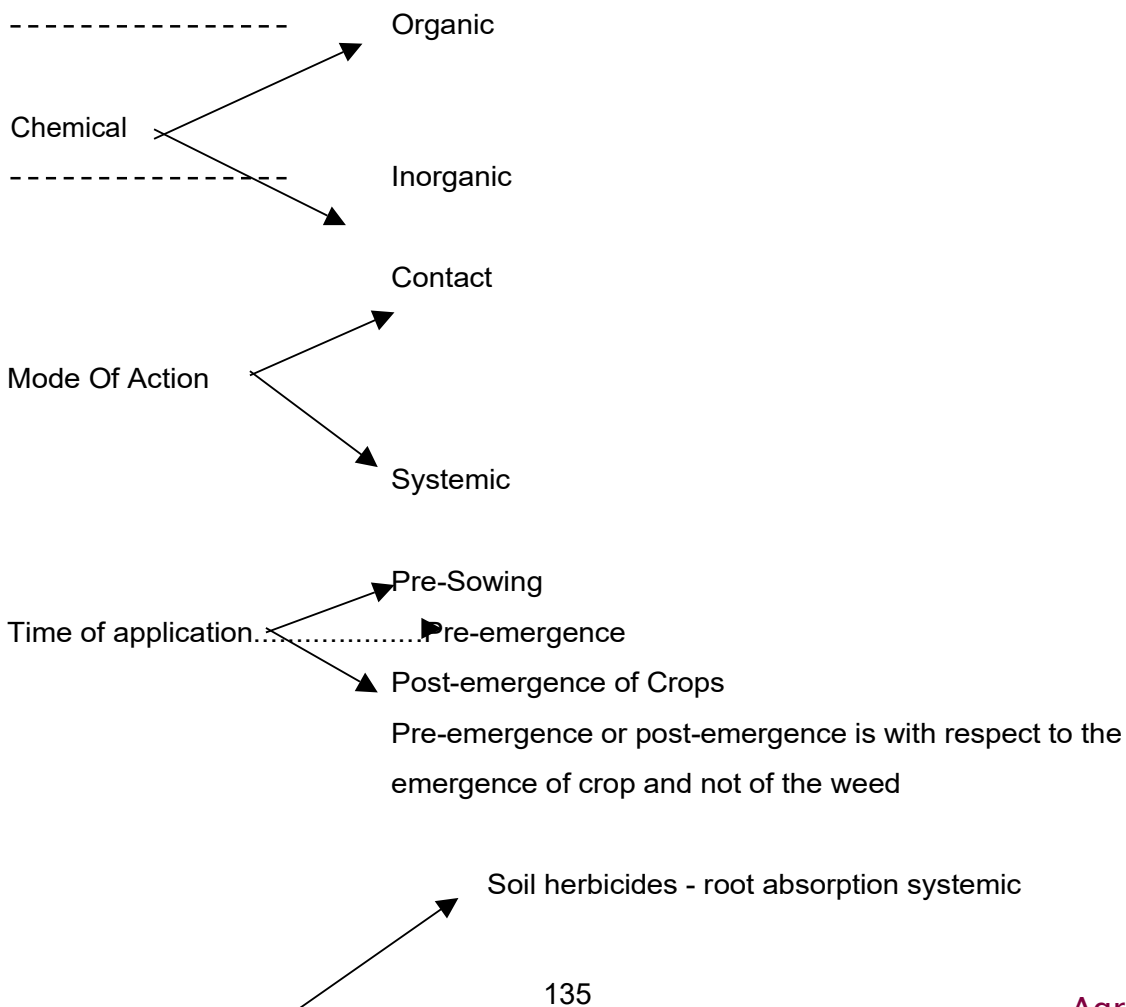 Organic
Chemical
Inorganic
Contact
Mode Of Action
Systemic
Pre-Sowing
Time of application....................Pre-emergence
Post-emergence of Crops
Pre-emergence or post-emergence is with respect to the
emergence of crop and not of the weed
Soil herbicides - root absorption systemic
135